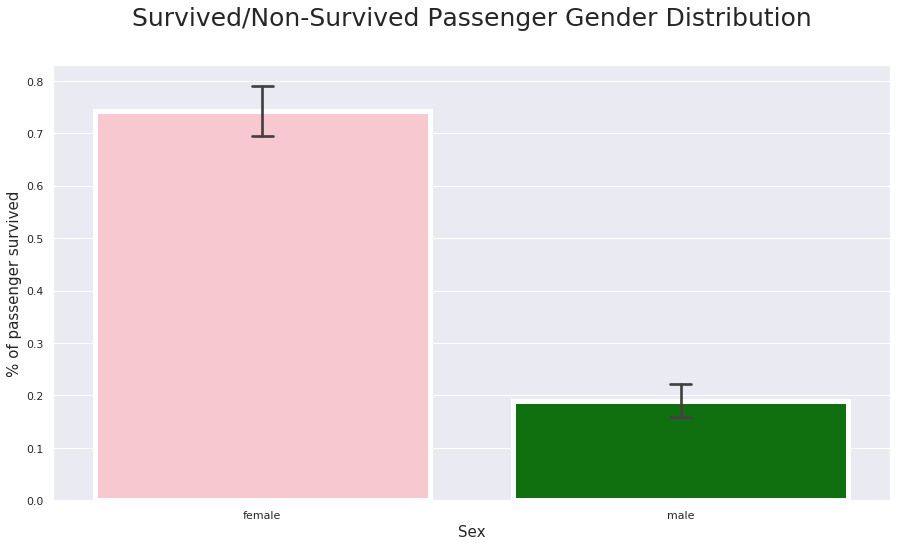 Survived/Non-Survived Passenger Gender Distribution
% of passenger survived
0.8
0.7
0.6
0.5
0.4
0.3
0.2
0.1
0.0
female
male
Sex